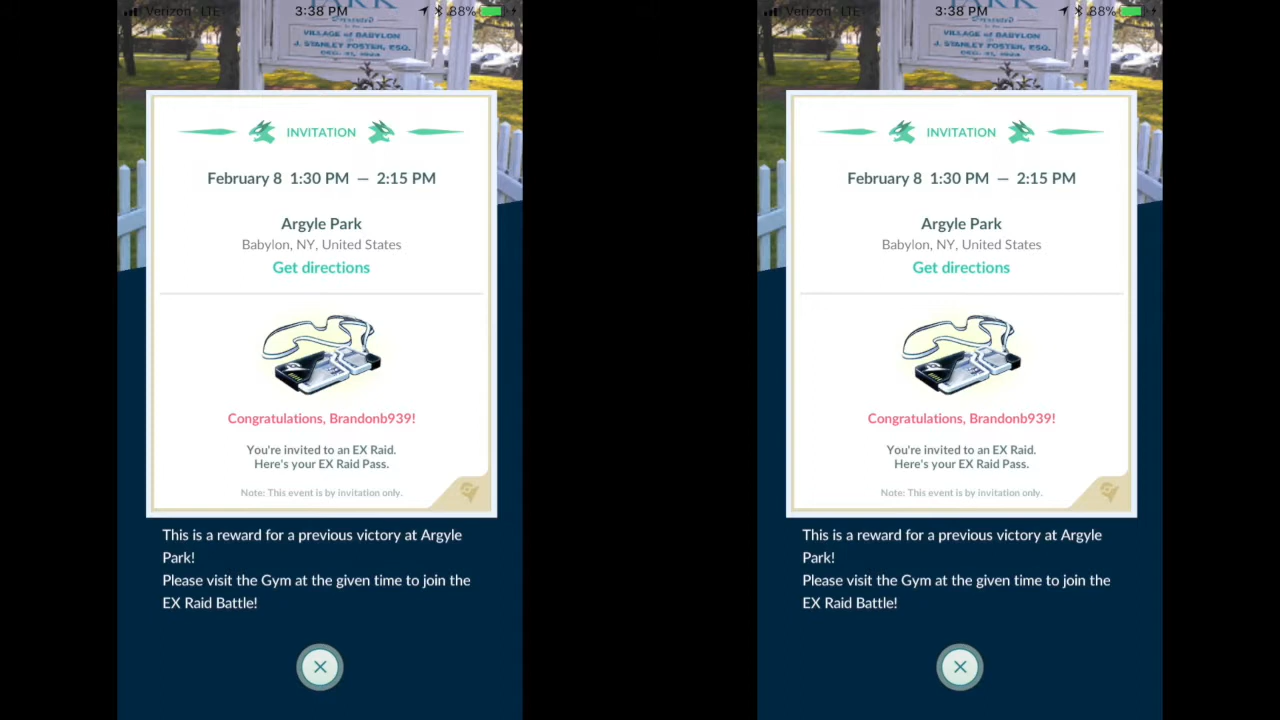 Verizon LTE
3:38 PM
88%
VILLAGE of BABYLON
J. STANLEY FOSTER, ESQ.
INVITATION
February 8 1:30 PM — 2:15 PM
Argyle Park
Babylon, NY, United States
Get directions
Congratulations, Brandonb939!
You're invited to an EX Raid.
Here's your EX Raid Pass.
Note: This event is by invitation only.
This is a reward for a previous victory at Argyle
Park!
Please visit the Gym at the given time to join the
EX Raid Battle!
Verizon LTE
3:38 PM
88%
VILLAGE of BABYLON
J. STANLEY FOSTER, ESQ.
INVITATION
February 8 1:30 PM — 2:15 PM
Argyle Park
Babylon, NY, United States
Get directions
Congratulations, Brandonb939!
You're invited to an EX Raid.
Here's your EX Raid Pass.
Note: This event is by invitation only.
This is a reward for a previous victory at Argyle
Park!
Please visit the Gym at the given time to join the
EX Raid Battle!